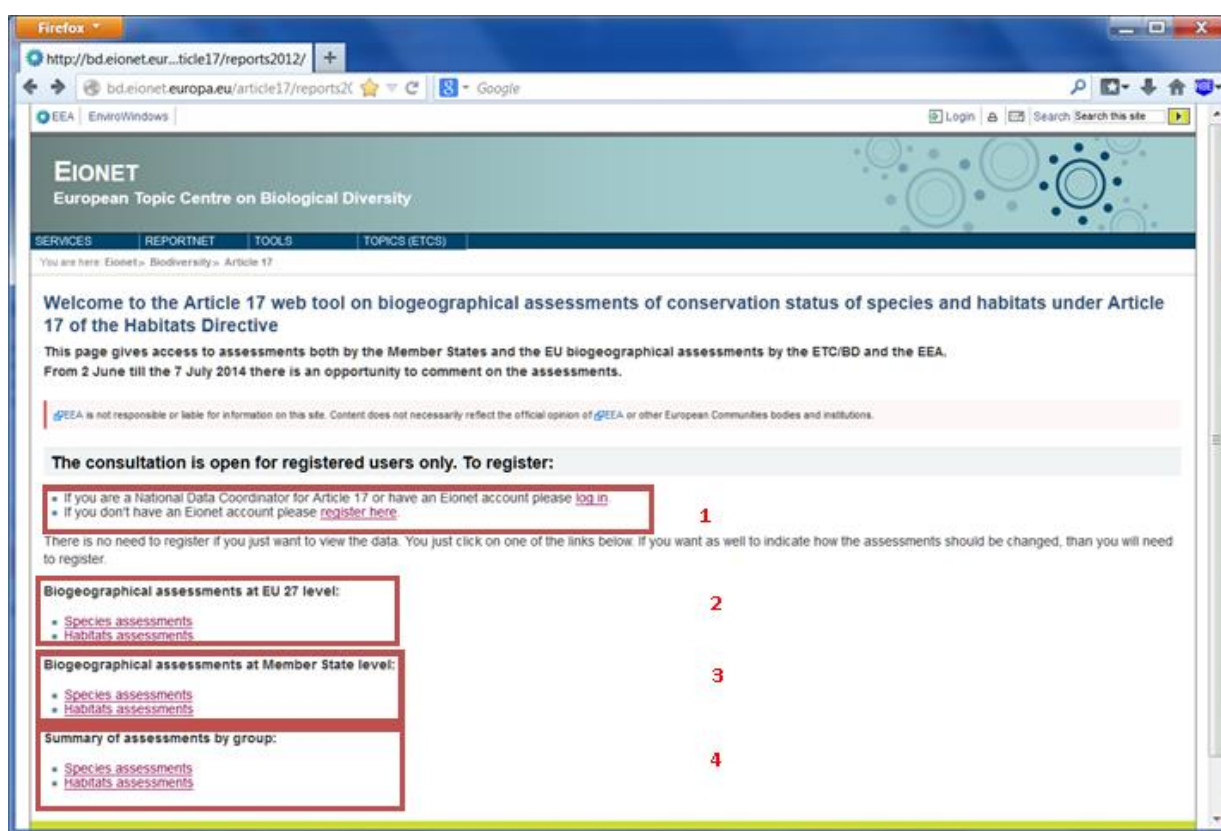 Firefox
http://bd.eionet.eur...ticle17/reports2012/ +
bd.eionet.europa.eu/article17/reports20 Google
EEA EnviroWindows Login Search Search this site
EIONET
European Topic Centre on Biological Diversity
SERVICES REPORTNET TOOLS TOPICS (ETCS)
You are here: Eionet » Biodiversity » Article 17
Welcome to the Article 17 web tool on biogeographical assessments of conservation status of species and habitats under Article
17 of the Habitats Directive
This page gives access to assessments both by the Member States and the EU biogeographical assessments by the ETC/BD and the EEA.
From 2 June till the 7 July 2014 there is an opportunity to comment on the assessments.
EEA is not responsible or liable for information on this site. Content does not necessarily reflect the official opinion of EEA or other European Communities bodies and institutions.
The consultation is open for registered users only. To register:
If you are a National Data Coordinator for Article 17 or have an Eionet account please log in.
If you don't have an Eionet account please register here.
1
There is no need to register if you just want to view the data. You just click on one of the links below. If you want as well to indicate how the assessments should be changed, than you will need
to register.
Biogeographical assessments at EU 27 level:
2
Species assessments
Habitats assessments
Biogeographical assessments at Member State level:
3
Species assessments
Habitats assessments
Summary of assessments by group:
4
Species assessments
Habitats assessments